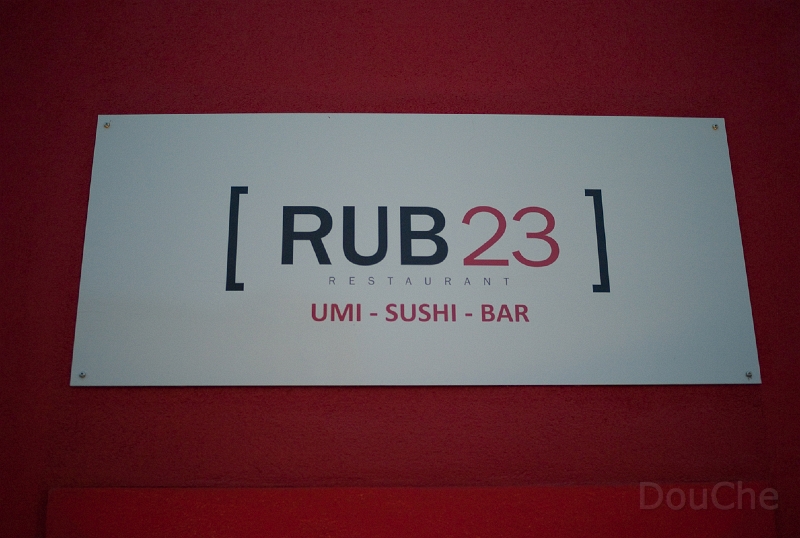 [ RUB23 ]
RESTAURANT
UMI - SUSHI - BAR
DouChe